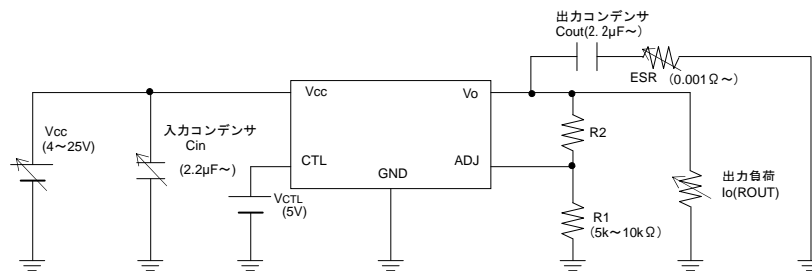 出力コンデンサ
Cout(2.2μF～)
ESR (0.001Ω～)
Vcc
Vo
Vcc
(4～25V)
入力コンデンサ
Cin
(2.2μF～)
CTL
ADJ
GND
R2
VCTL
(5V)
R1
(5k～10kΩ)
出力負荷
Io(ROUT)